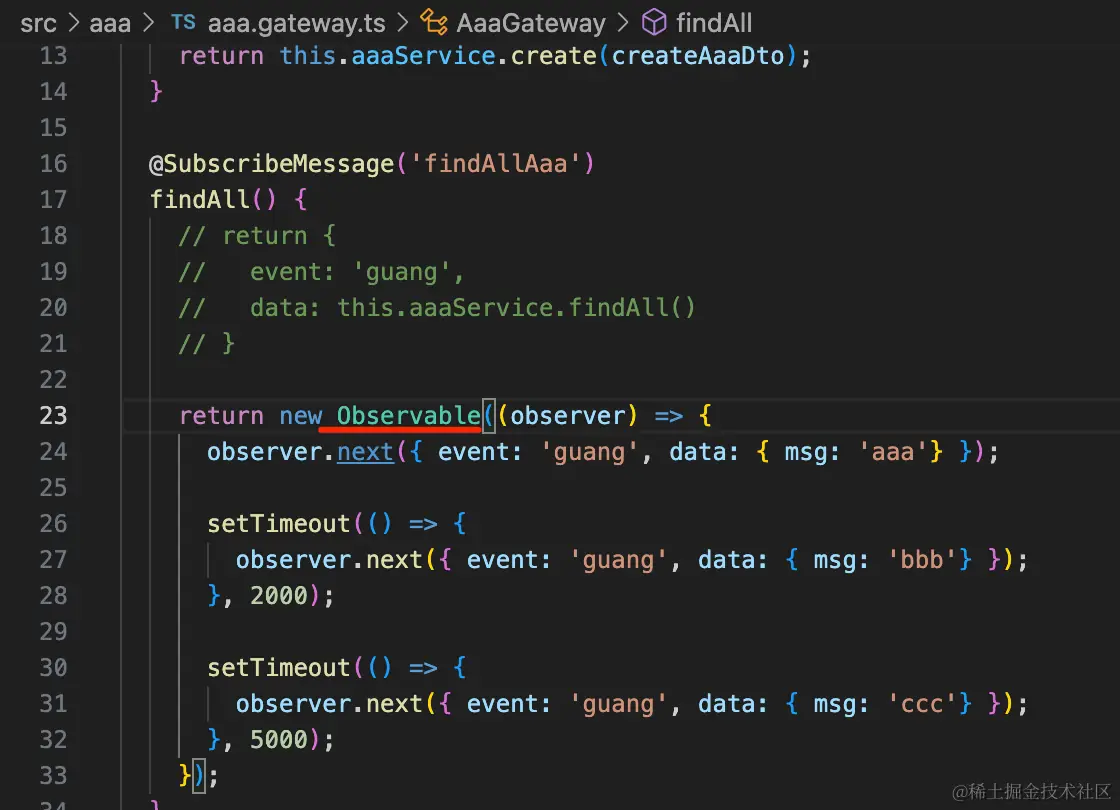 src > aaa > TS aaa.gateway.ts > AaaGateway > findAll
13 return this.aaaService.create(createAaaDto);
14 }
15
16 @SubscribeMessage('findAllAaa')
17 findAll() {
18 // return {
19 //   event: 'guang',
20 //   data: this.aaaService.findAll()
21 // }
22
23 return new Observable((observer) => {
24 observer.next({ event: 'guang', data: { msg: 'aaa'} });
25
26 setTimeout(() => {
27 observer.next({ event: 'guang', data: { msg: 'bbb'} });
28 }, 2000);
29
30 setTimeout(() => {
31 observer.next({ event: 'guang', data: { msg: 'ccc'} });
32 }, 5000);
33 });
34 }
@稀土掘金技术社区